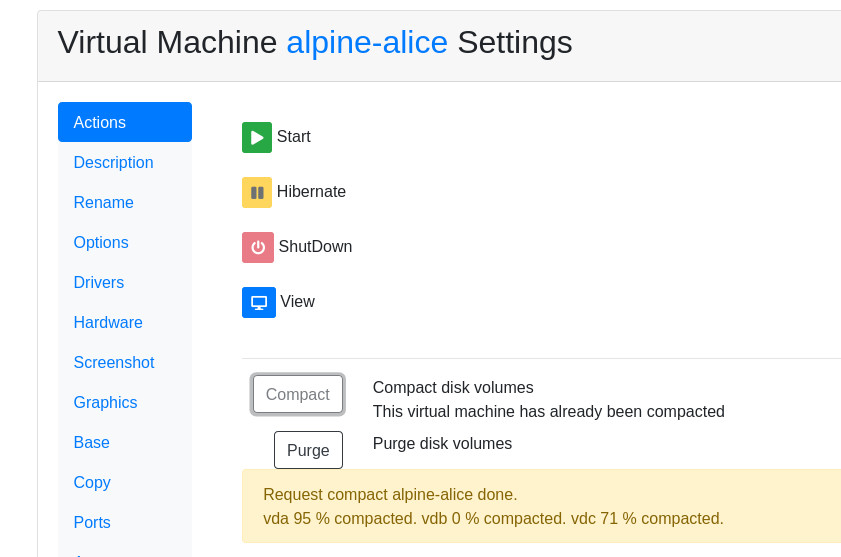 Virtual Machine alpine-alice Settings
Actions
Description
Rename
Options
Drivers
Hardware
Screenshot
Graphics
Base
Copy
Ports
Start
Hibernate
ShutDown
View
Compact
Compact disk volumes
This virtual machine has already been compacted
Purge
Purge disk volumes
Request compact alpine-alice done.
vda 95 % compacted. vdb 0 % compacted. vdc 71 % compacted.